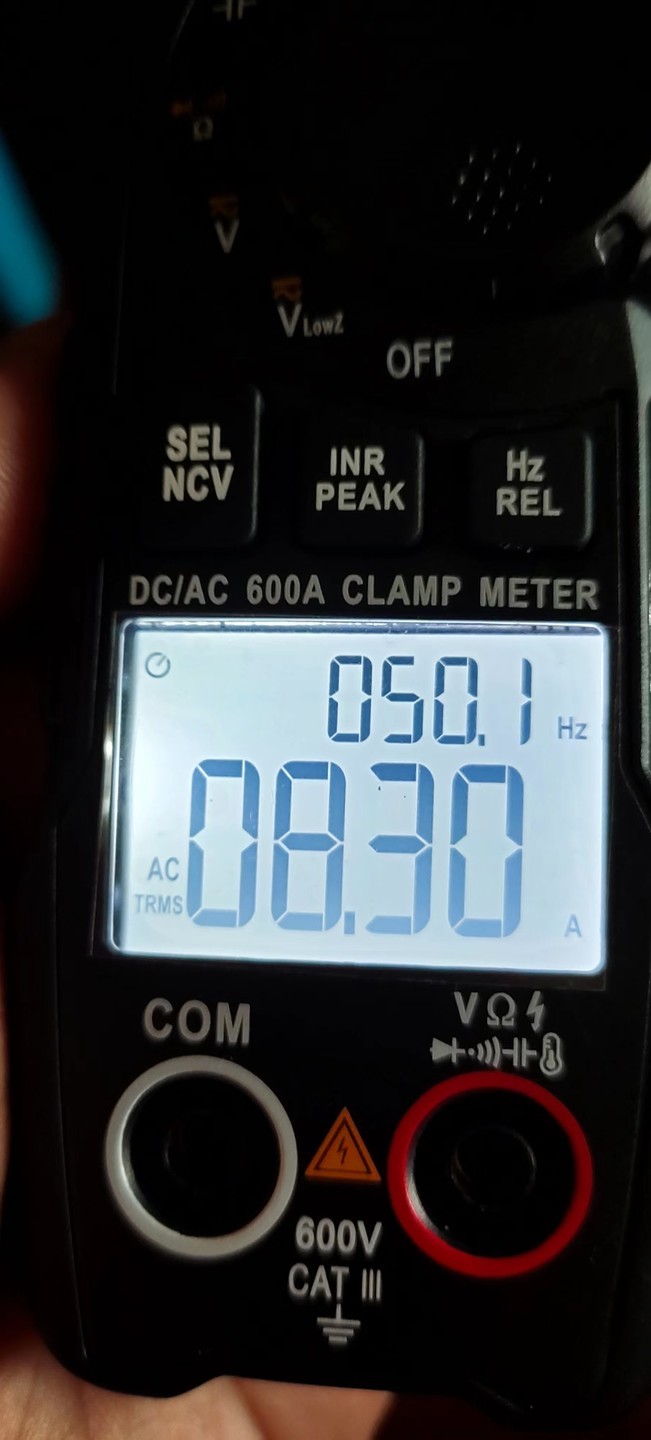 Ω
V
V LowZ
OFF
SEL
NCV
INR
PEAK
Hz
REL
DC/AC 600A CLAMP METER
050.1 Hz
AC
TRMS
08.30 A
COM
VΩ
600V
CAT III